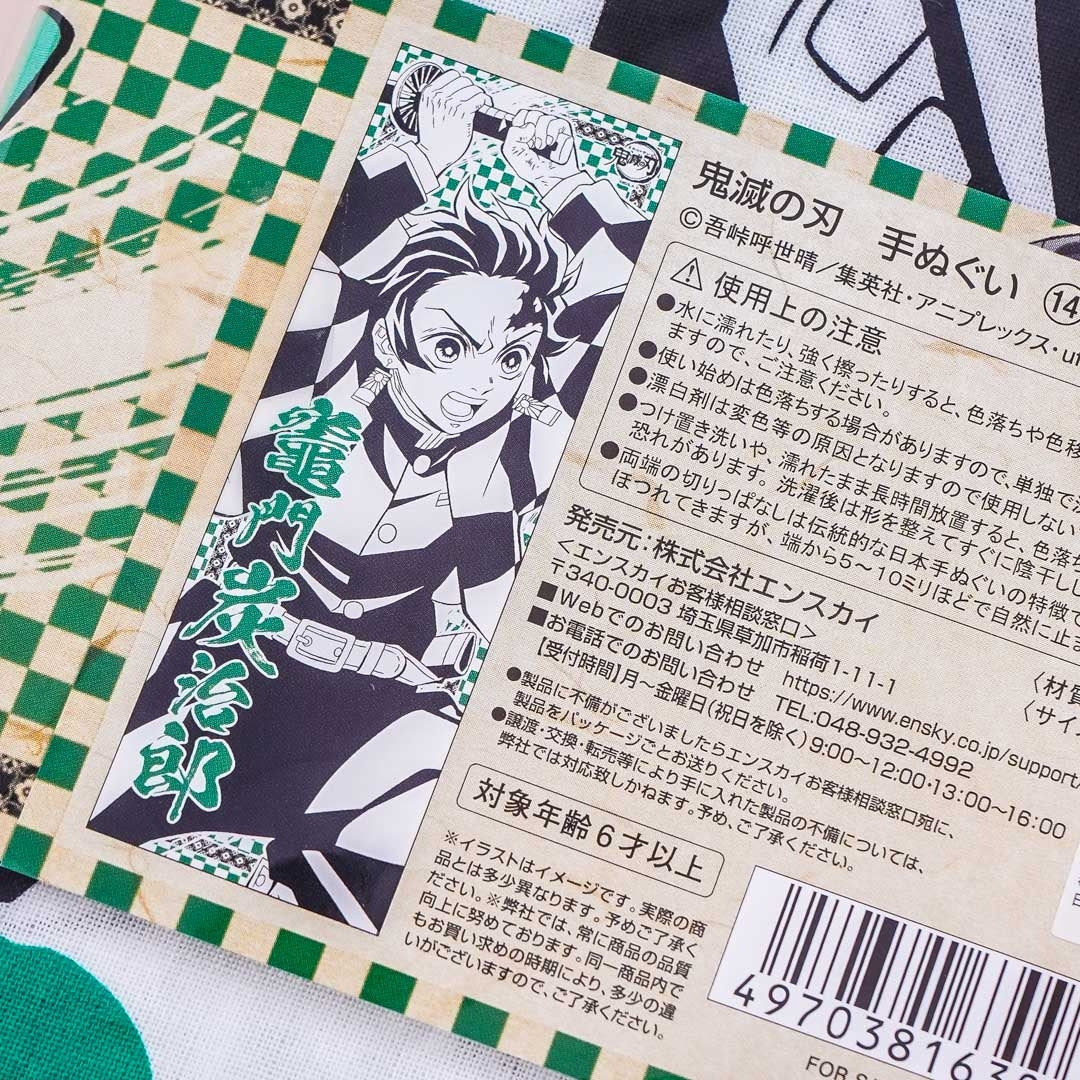 鬼滅の刃
竈門炭治郎
鬼滅の刃　手ぬぐい　⑭
©吾峠呼世晴／集英社・アニプレックス・uf
⚠ 使用上の注意
●水に濡れたり、強く擦ったりすると、色落ちや色移
ますので、ご注意ください。
●使い始めは色落ちする場合がありますので、単独で
●漂白剤は変色等の原因となりますので使用しない
●つけ置き洗いや、濡れたまま長時間放置すると、色落ち
恐れがあります。洗濯後は形を整えてすぐに陰干し
●両端の切りっぱなしは伝統的な日本手ぬぐいの特徴で
ほつれてきますが、端から5～10ミリほどで自然に止ま
発売元：株式会社エンスカイ
＜エンスカイお客様相談窓口＞
〒340-0003 埼玉県草加市稲荷1-11-1
■Webでのお問い合わせ　https://www.ensky.co.jp/support/
■お電話でのお問い合わせ　TEL:048-932-4992
【受付時間】月～金曜日(祝日を除く)9:00～12:00・13:00～16:00
〈材質
〈サイ
●製品に不備がございましたらエンスカイお客様相談窓口宛に、
製品をパッケージごとお送りください。
●譲渡・交換・転売等により手に入れた製品の不備については、
弊社では対応致しかねます。予め、ご了承ください。
対象年齢6才以上
※イラストはイメージです。実際の商
品とは多少異なります。予めご了承く
ださい。※弊社では、常に商品の品質
向上に努めております。同一商品内で
もお買い求めの時期により、多少の違
いがございますので、ご了承ください。
49703816
FOR S